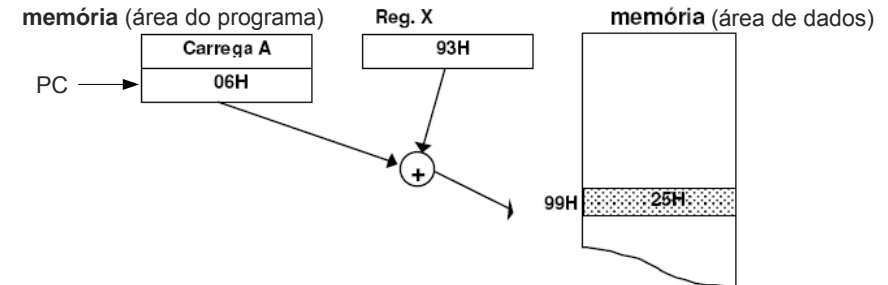 memória (área do programa)
Reg. X
memória (área de dados)
Carrega A
93H
PC
06H
+
99H
25H